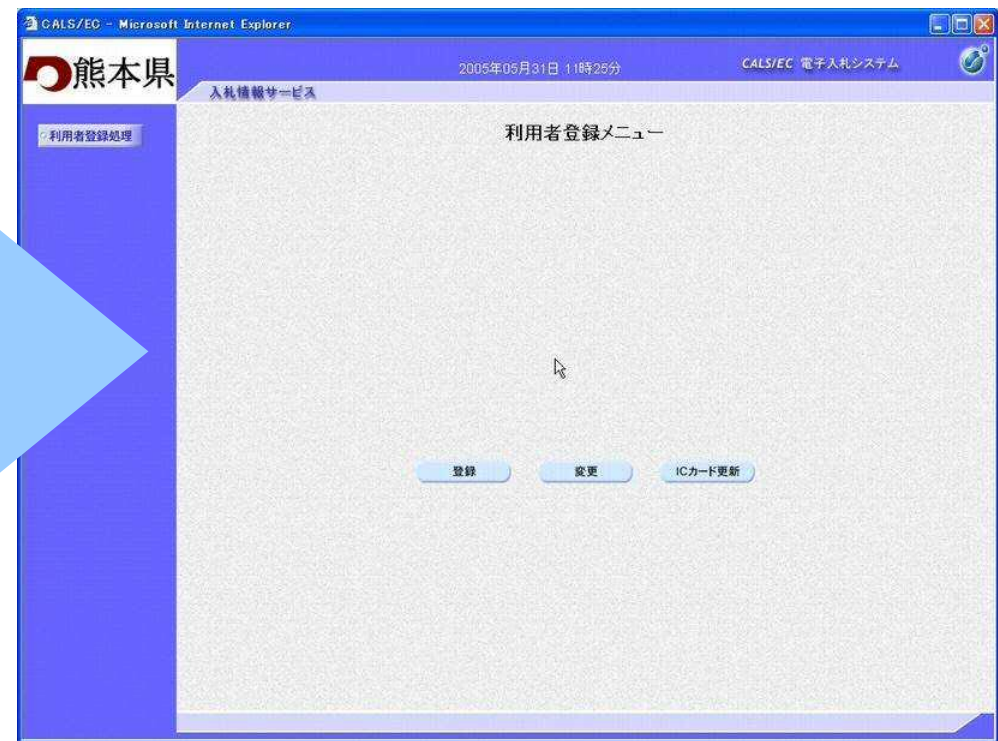 CALS/EC - Microsoft Internet Explorer
熊本県
2005年05月31日 11時25分
CALS/EC 電子入札システム
入札情報サービス
利用者登録処理
利用者登録メニュー
登録
変更
ICカード更新